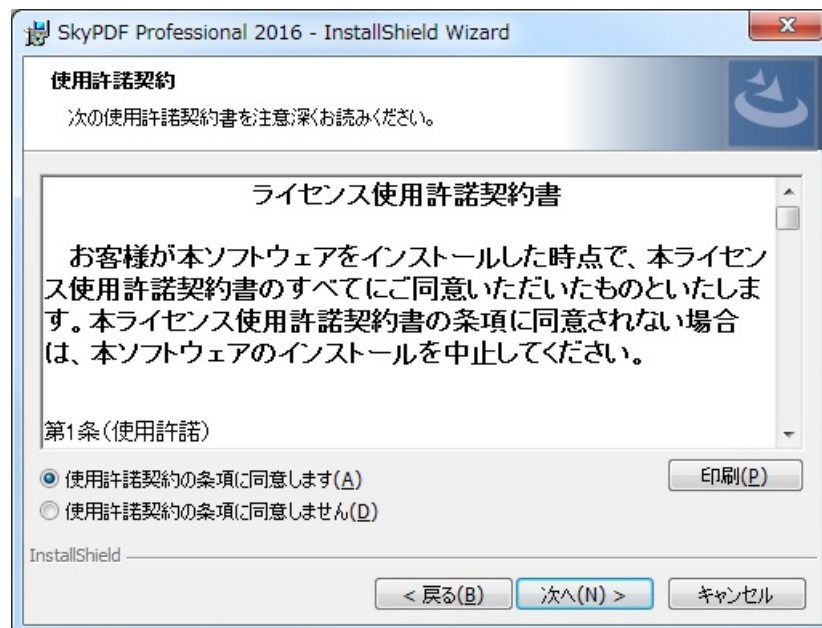 SkyPDF Professional 2016 - InstallShield Wizard
使用許諾契約
次の使用許諾契約書を注意深くお読みください。
ライセンス使用許諾契約書
お客様が本ソフトウェアをインストールした時点で、本ライセン
ス使用許諾契約書のすべてにご同意いただいたものといたしま
す。本ライセンス使用許諾契約書の条項に同意されない場合
は、本ソフトウェアのインストールを中止してください。
第1条(使用許諾)
使用許諾契約の条項に同意します(A)
印刷(P)
使用許諾契約の条項に同意しません(D)
InstallShield
< 戻る(B)
次へ(N) >
キャンセル